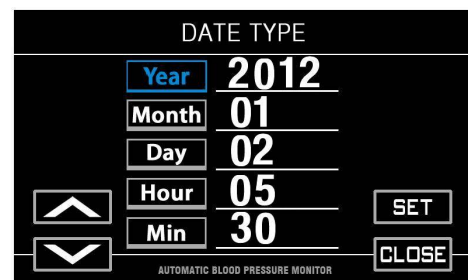 DATE TYPE
Year 2012
Month 01
Day 02
Hour 05
Min 30
SET
CLOSE
AUTOMATIC BLOOD PRESSURE MONITOR